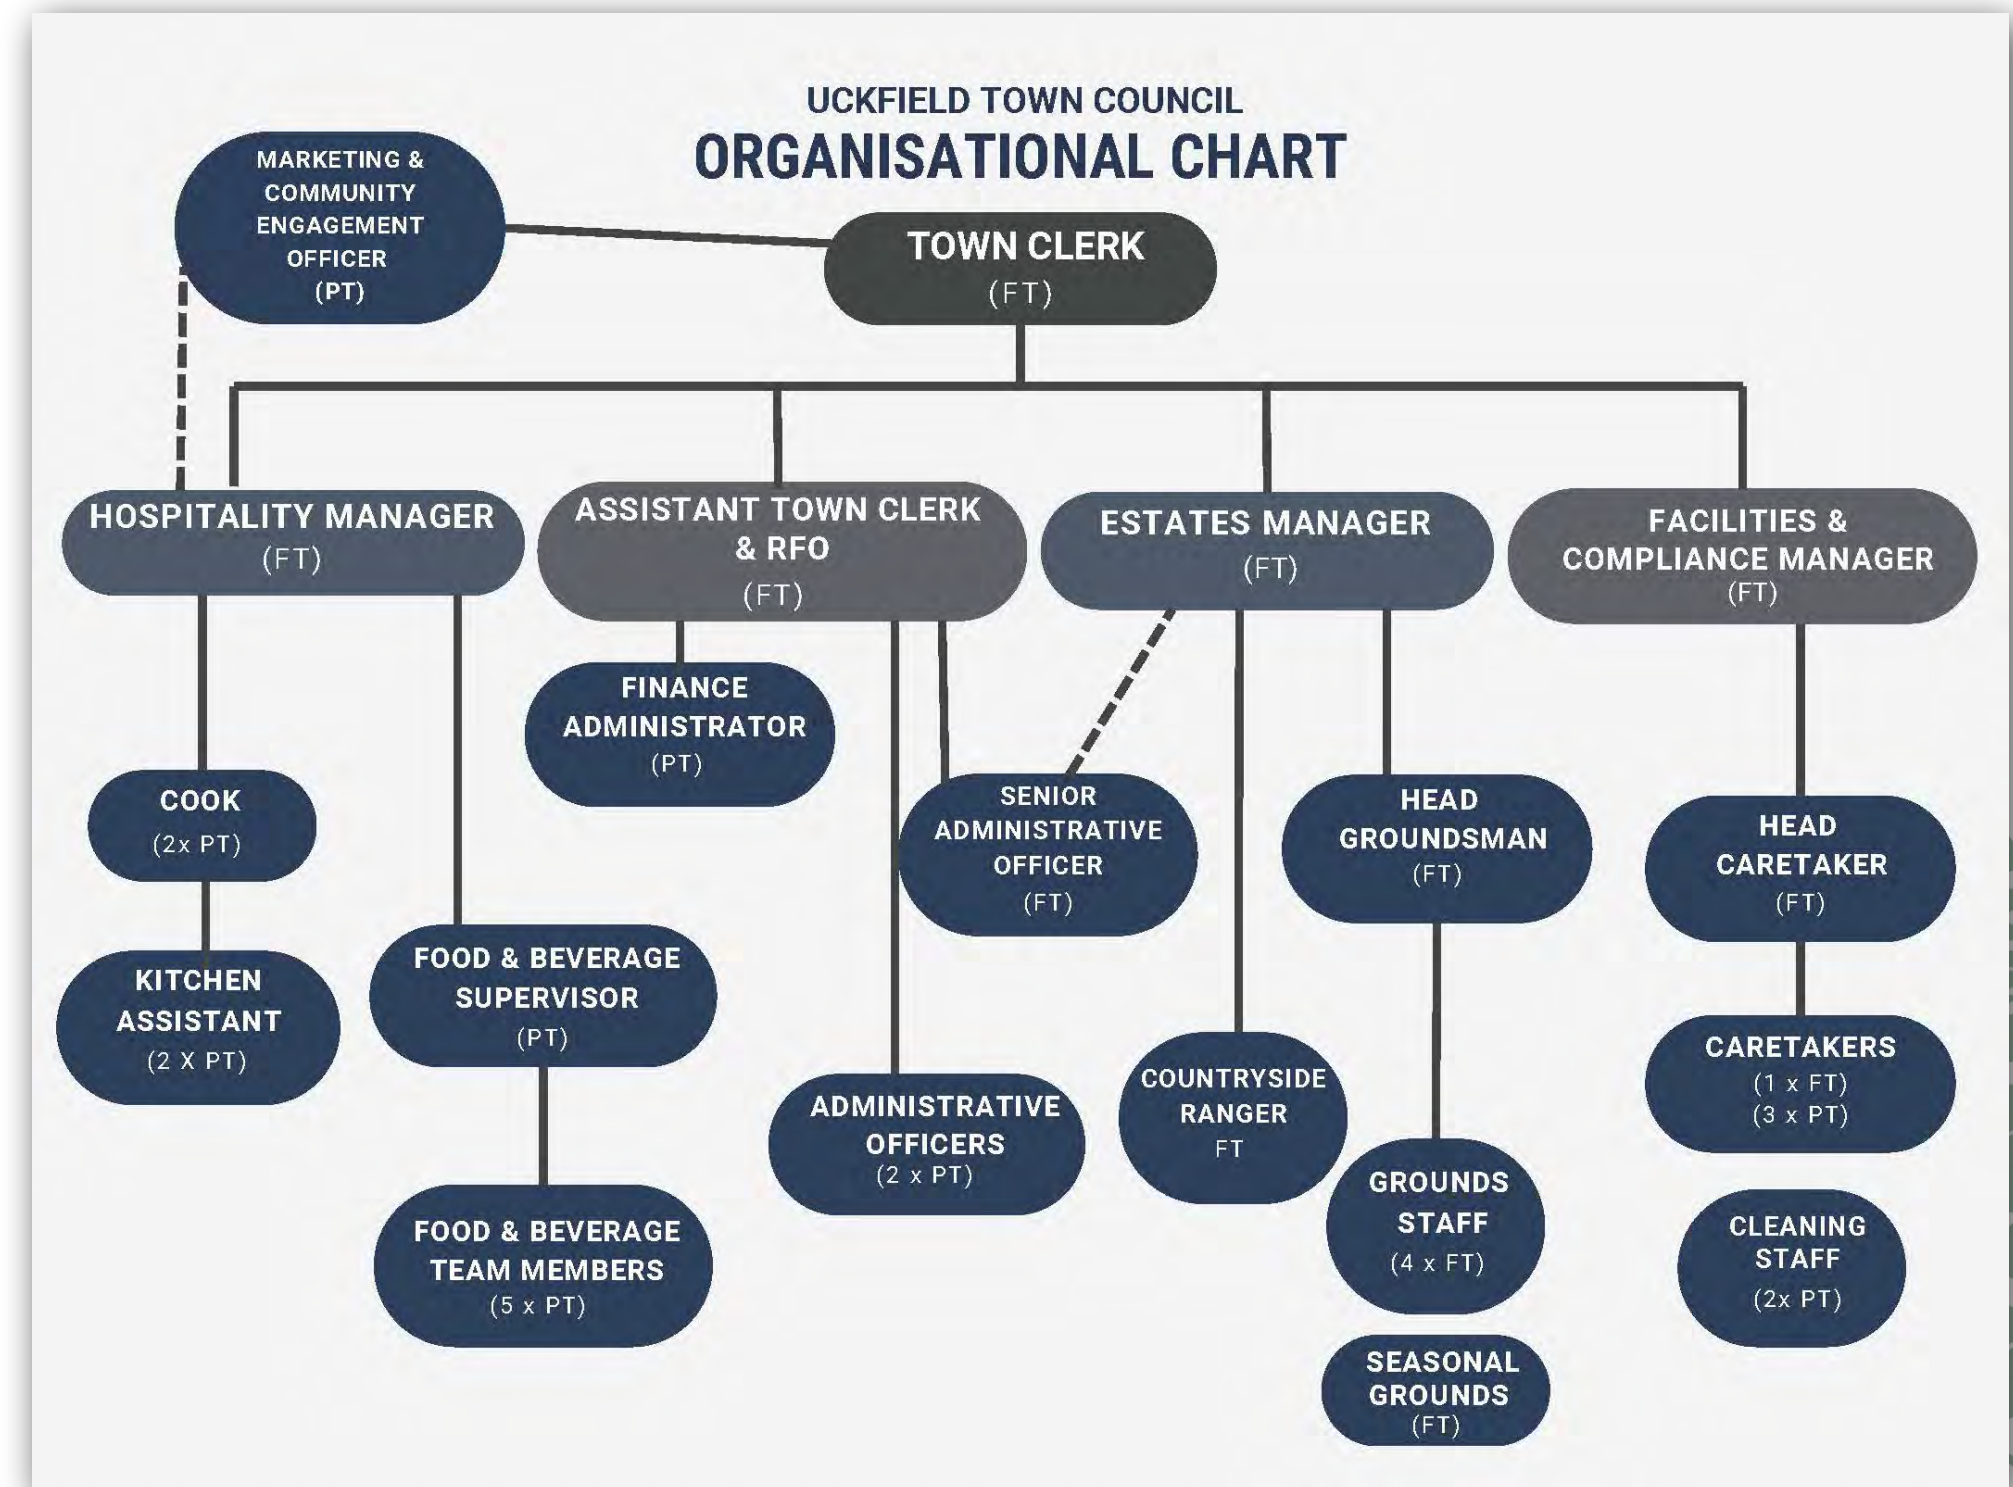 UCKFIELD TOWN COUNCIL
ORGANISATIONAL CHART
MARKETING &
COMMUNITY
ENGAGEMENT
OFFICER
(PT)
TOWN CLERK
(FT)
HOSPITALITY MANAGER
(FT)
ASSISTANT TOWN CLERK
& RFO
(FT)
ESTATES MANAGER
(FT)
FACILITIES &
COMPLIANCE MANAGER
(FT)
FINANCE
ADMINISTRATOR
(PT)
COOK
(2x PT)
SENIOR
ADMINISTRATIVE
OFFICER
(FT)
HEAD
GROUNDSMAN
(FT)
HEAD
CARETAKER
(FT)
KITCHEN
ASSISTANT
(2 X PT)
FOOD & BEVERAGE
SUPERVISOR
(PT)
ADMINISTRATIVE
OFFICERS
(2 x PT)
COUNTRYSIDE
RANGER
FT
CARETAKERS
(1 x FT)
(3 x PT)
FOOD & BEVERAGE
TEAM MEMBERS
(5 x PT)
GROUNDS
STAFF
(4 x FT)
CLEANING
STAFF
(2x PT)
SEASONAL
GROUNDS
(FT)